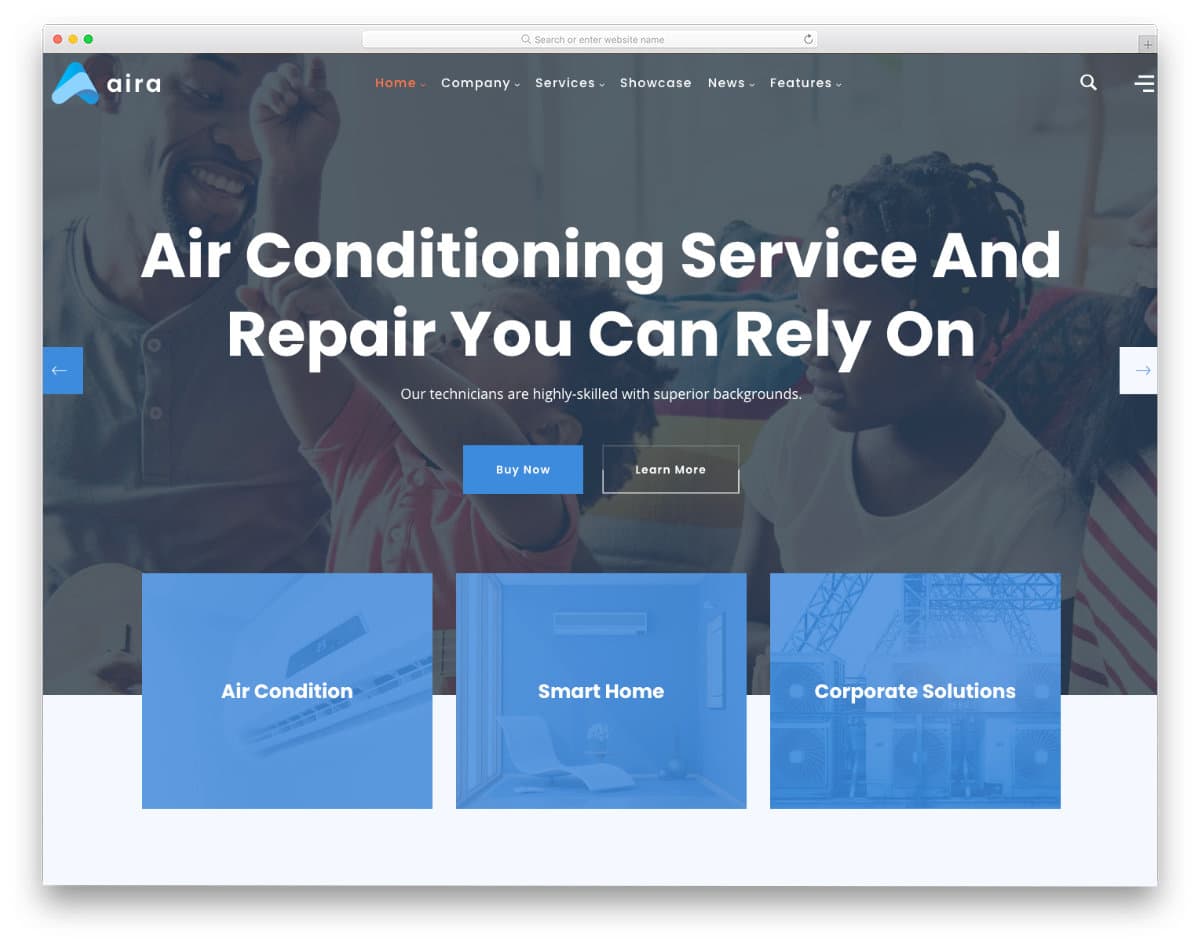 Search or enter website name
aira
Home
Company
Services
Showcase
News
Features
Air Conditioning Service And
Repair You Can Rely On
Our technicians are highly-skilled with superior backgrounds.
Buy Now
Learn More
Air Condition
Smart Home
Corporate Solutions